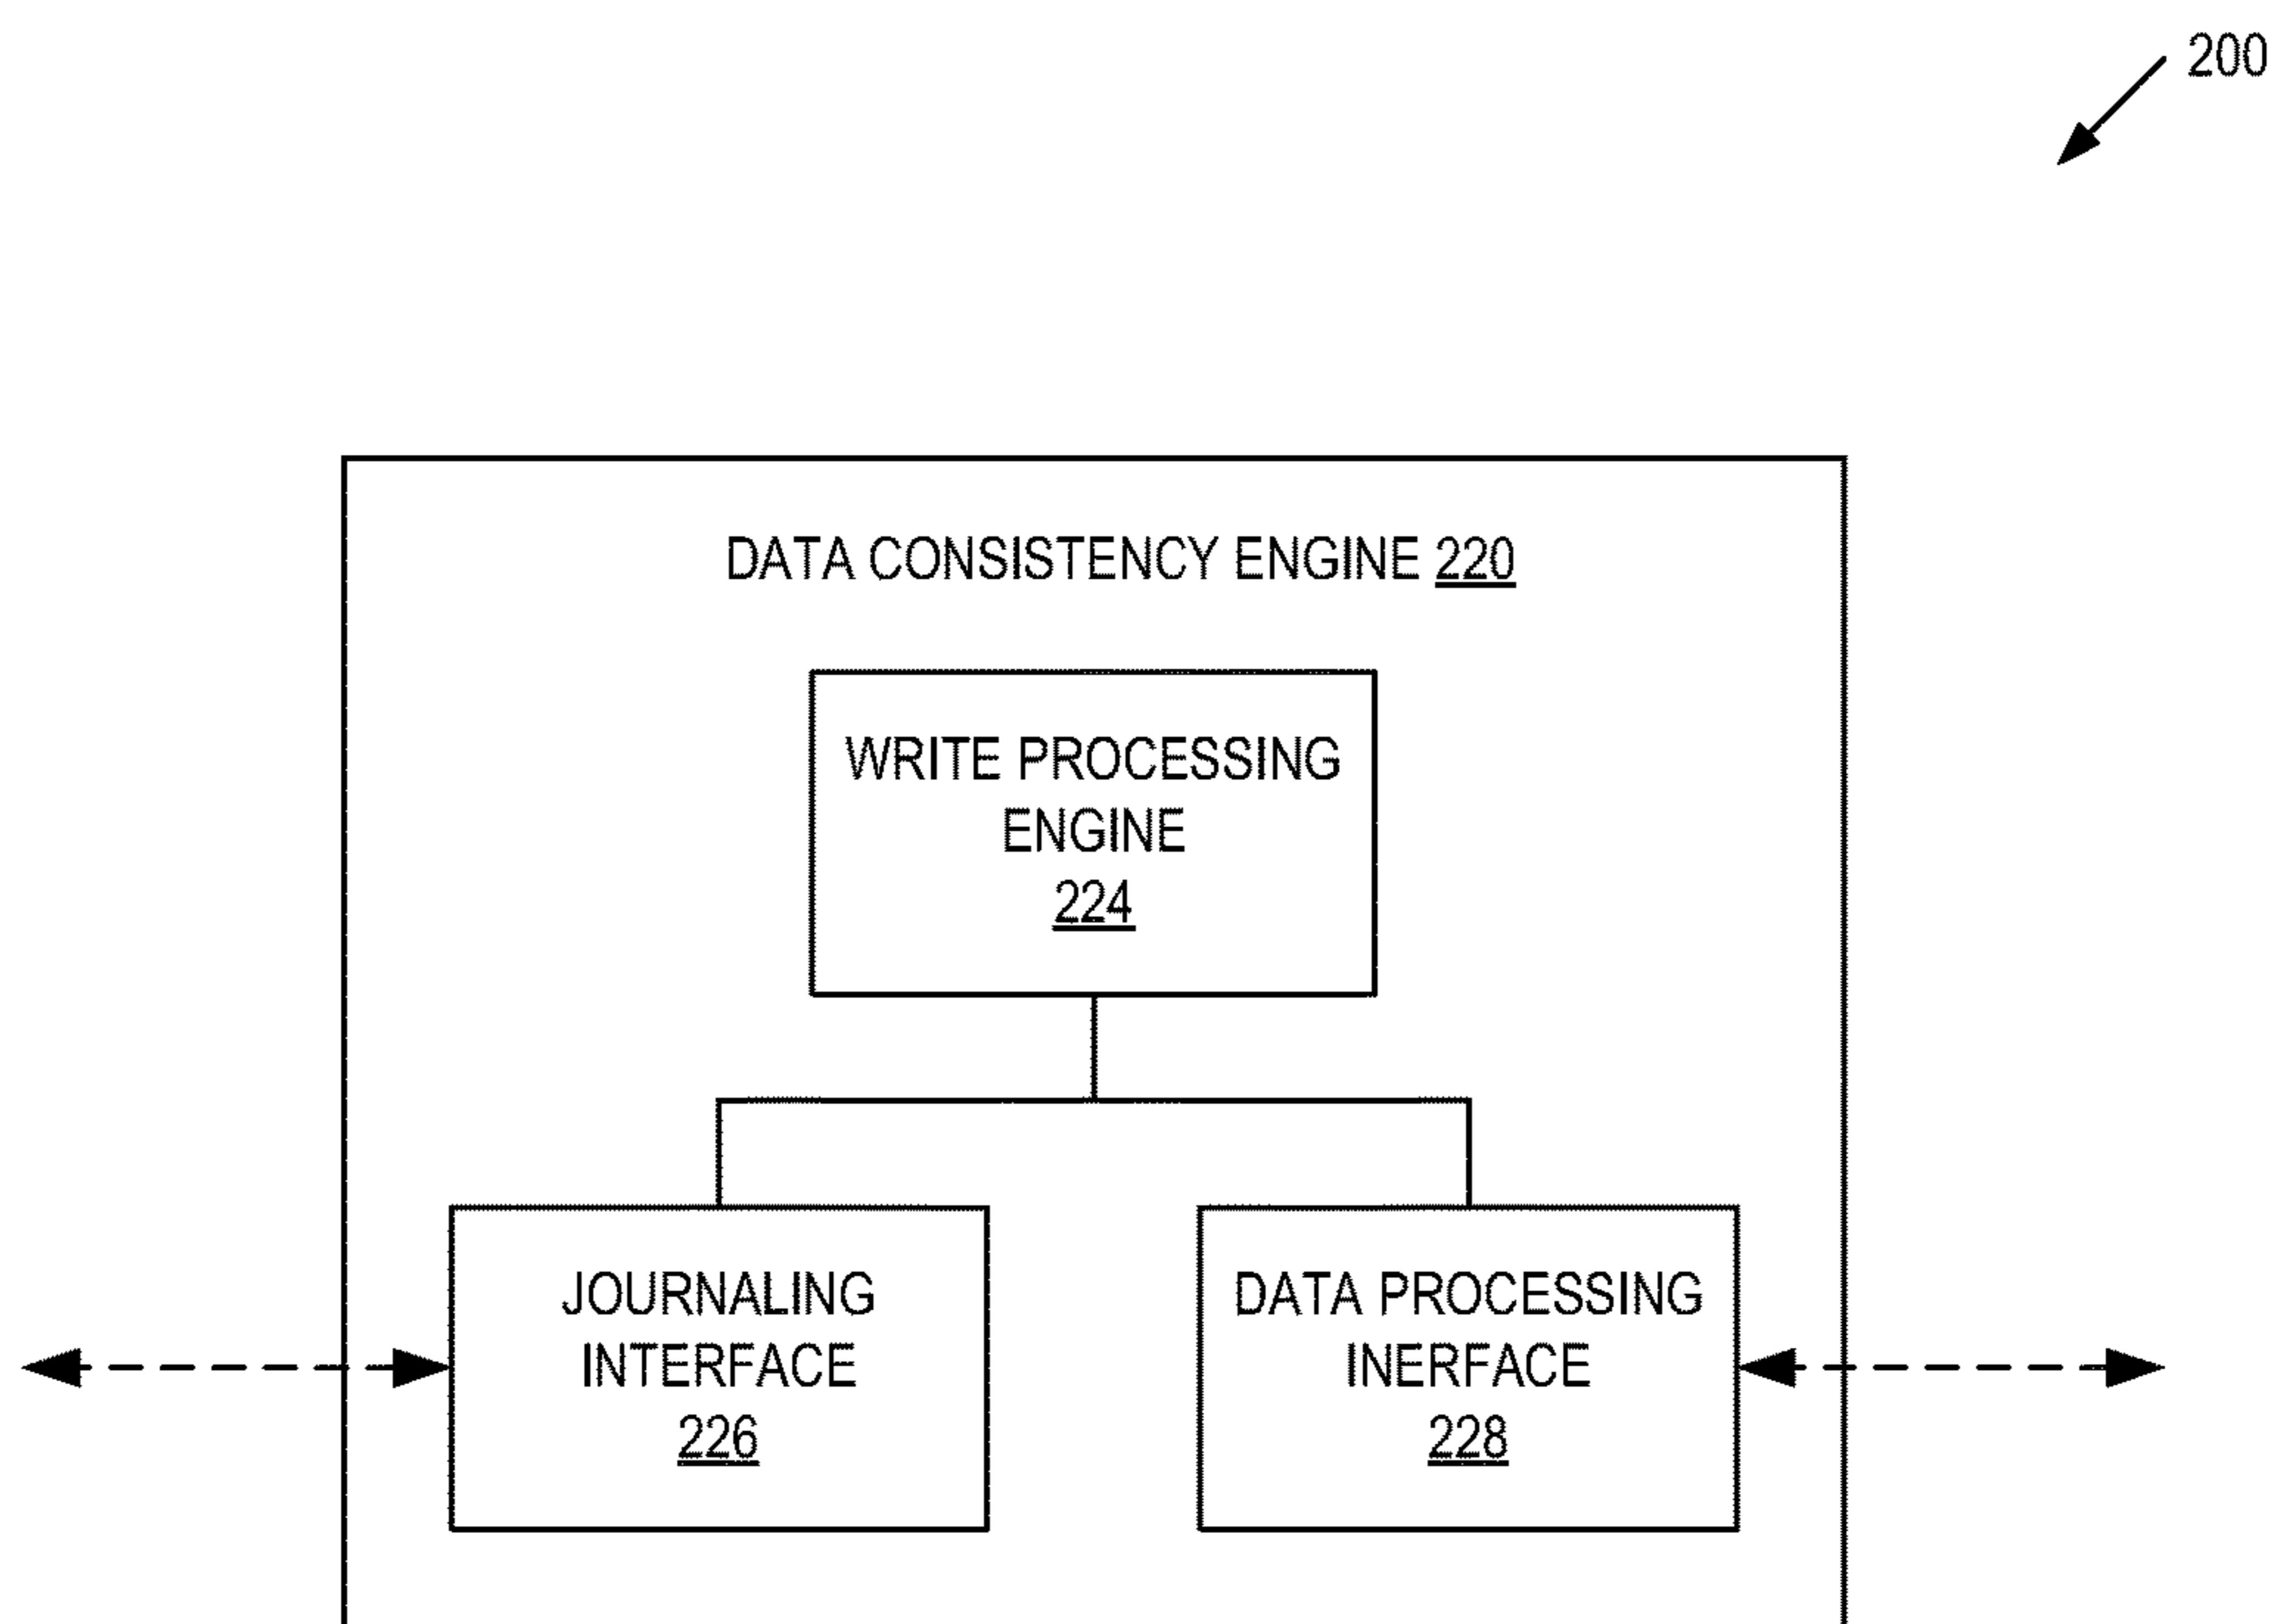 200
DATA CONSISTENCY ENGINE 220
WRITE PROCESSING
ENGINE
224
JOURNALING
INTERFACE
226
DATA PROCESSING
INERFACE
228